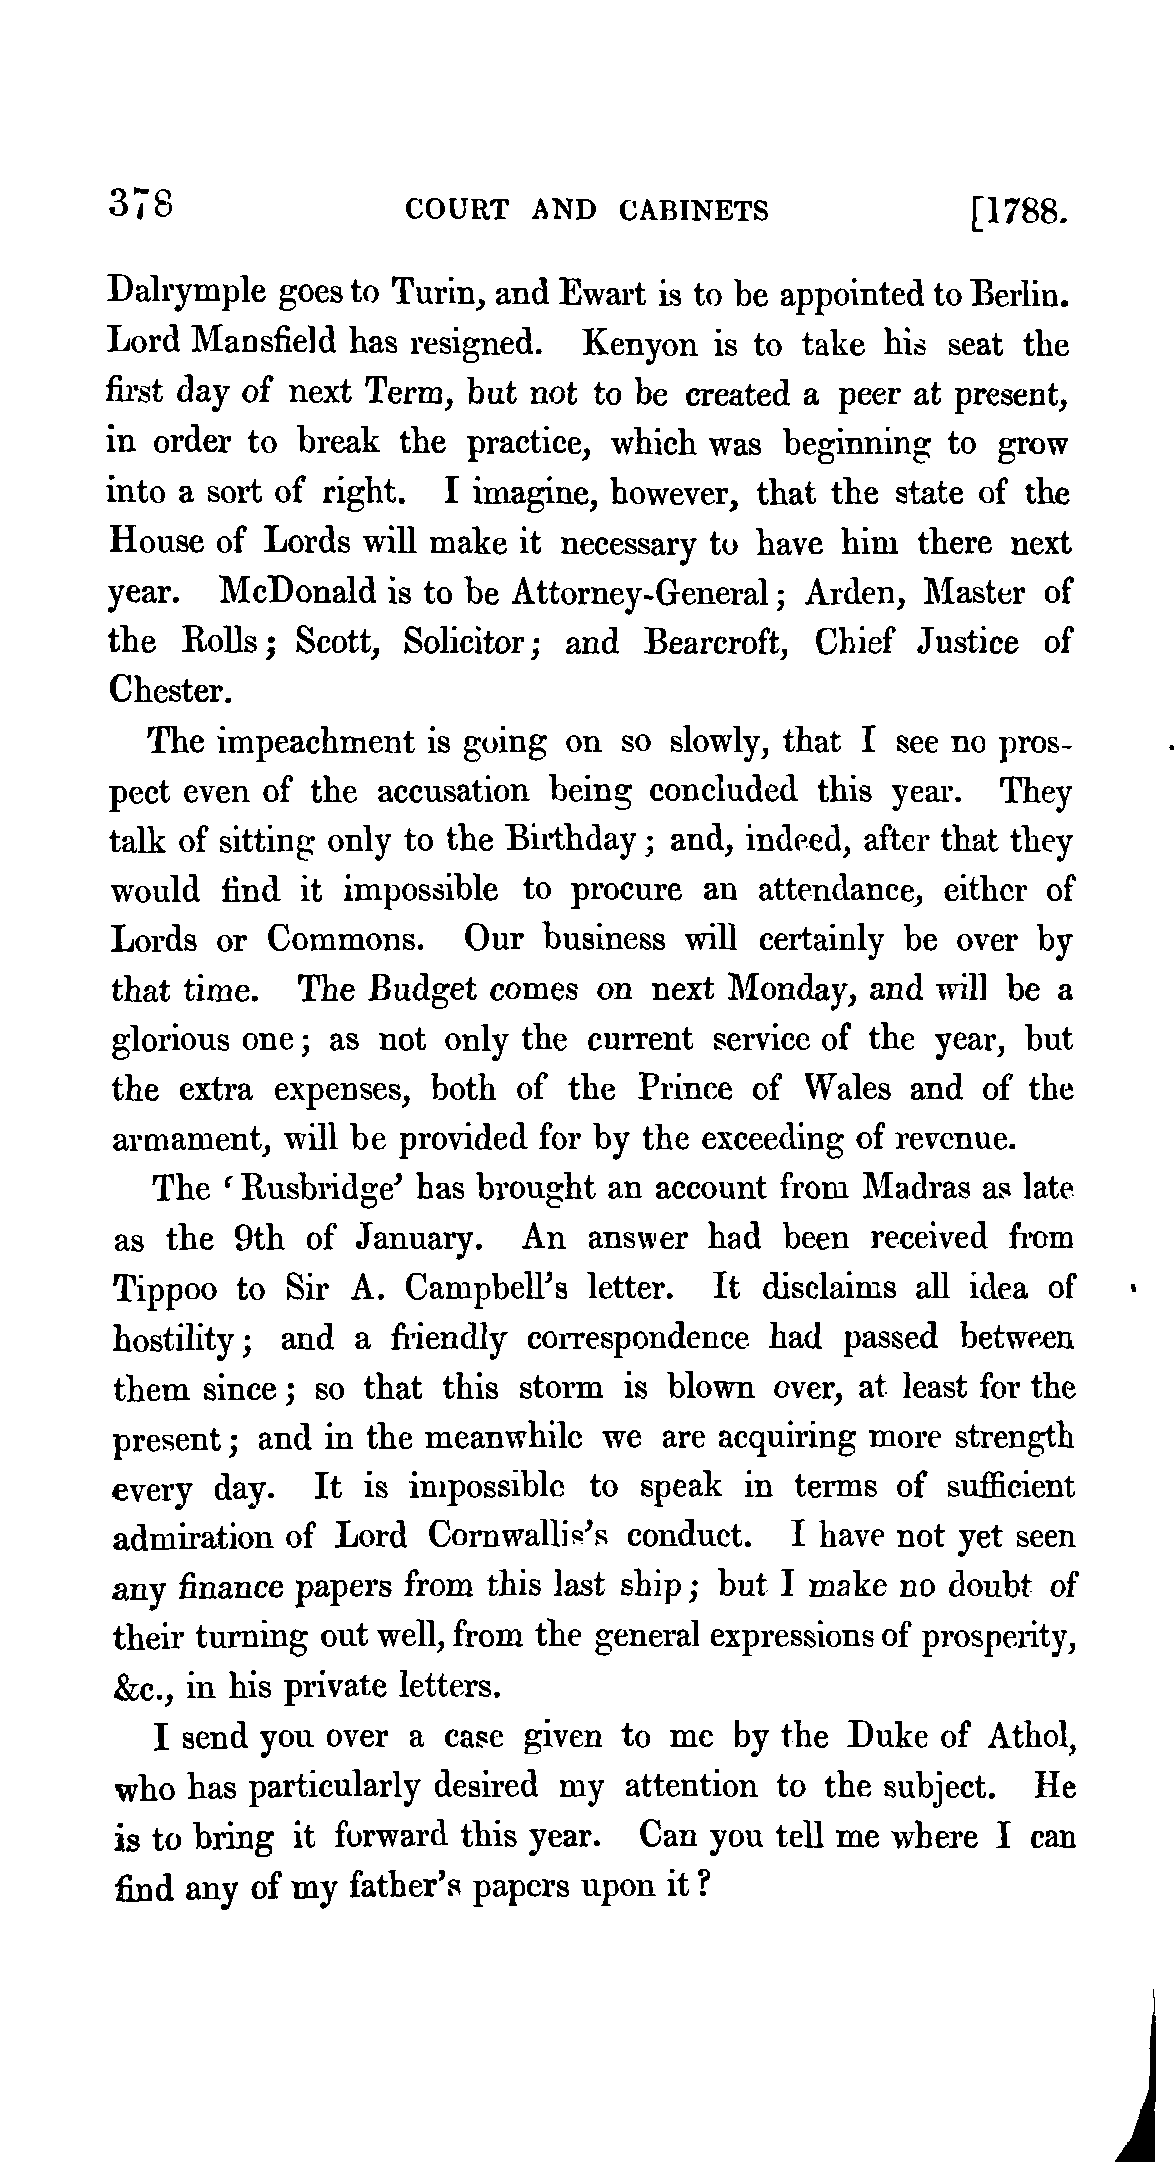 378 COURT AND CABINETS [1788.
Dalrymple goes to Turin, and Ewart is to be appointed to Berlin.
Lord Mansfield has resigned. Kenyon is to take his seat the
first day of next Term, but not to be created a peer at present,
in order to break the practice, which was beginning to grow
into a sort of right. I imagine, however, that the state of the
House of Lords will make it necessary to have him there next
year. McDonald is to be Attorney-General; Arden, Master of
the Rolls; Scott, Solicitor; and Bearcroft, Chief Justice of
Chester.
The impeachment is going on so slowly, that I see no pros-
pect even of the accusation being concluded this year. They
talk of sitting only to the Birthday; and, indeed, after that they
would find it impossible to procure an attendance, either of
Lords or Commons. Our business will certainly be over by
that time. The Budget comes on next Monday, and will be a
glorious one; as not only the current service of the year, but
the extra expenses, both of the Prince of Wales and of the
armament, will be provided for by the exceeding of revenue.
The 'Rusbridge' has brought an account from Madras as late
as the 9th of January. An answer had been received from
Tippoo to Sir A. Campbell's letter. It disclaims all idea of
hostility; and a friendly correspondence had passed between
them since; so that this storm is blown over, at least for the
present; and in the meanwhile we are acquiring more strength
every day. It is impossible to speak in terms of sufficient
admiration of Lord Cornwallis's conduct. I have not yet seen
any finance papers from this last ship; but I make no doubt of
their turning out well, from the general expressions of prosperity,
&c., in his private letters.
I send you over a case given to me by the Duke of Athol,
who has particularly desired my attention to the subject. He
is to bring it forward this year. Can you tell me where I can
find any of my father's papers upon it?